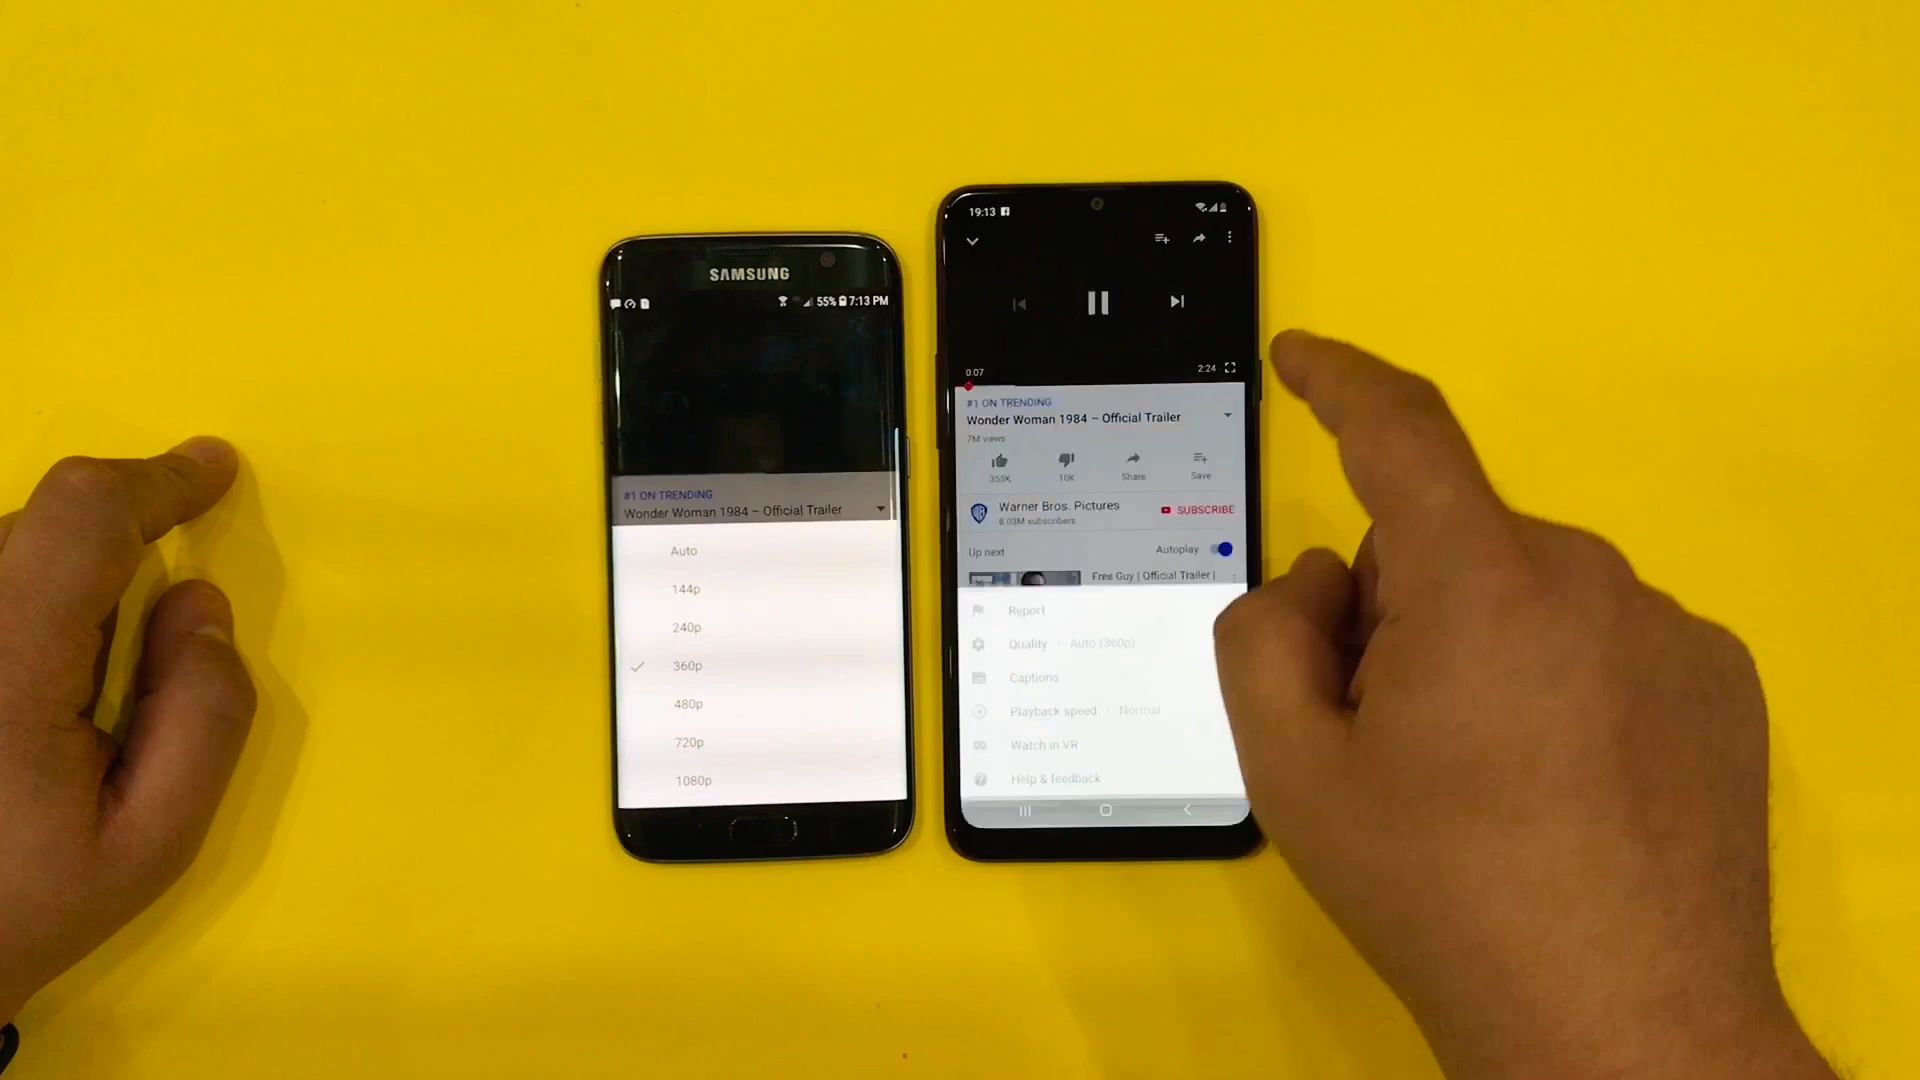 SAMSUNG
55% 7:13 PM
#1 ON TRENDING
Wonder Woman 1984 – Official Trailer
Auto
144p
240p
360p
480p
720p
1080p
19:13
0:07
2:24
#1 ON TRENDING
Wonder Woman 1984 – Official Trailer
7M views
355K
10K
Share
Save
Warner Bros. Pictures
8.03M subscribers
SUBSCRIBE
Up next
Autoplay
Free Guy | Official Trailer |
Report
Quality · Auto (360p)
Captions
Playback speed · Normal
Watch in VR
Help & feedback